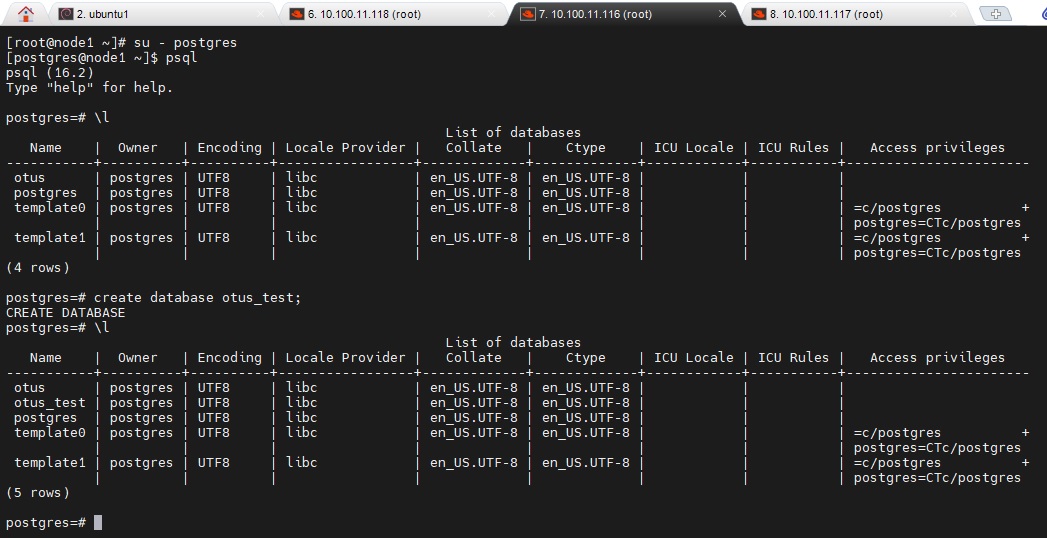 2. ubuntu1 6. 10.100.11.118 (root) 7. 10.100.11.116 (root) 8. 10.100.11.117 (root)
[root@node1 ~]# su - postgres
[postgres@node1 ~]$ psql
psql (16.2)
Type "help" for help.

postgres=# \l
                                                       List of databases
   Name    |  Owner   | Encoding | Locale Provider |   Collate   |    Ctype    | ICU Locale | ICU Rules |   Access privileges
-----------+----------+----------+-----------------+-------------+-------------+------------+-----------+-----------------------
 otus      | postgres | UTF8     | libc            | en_US.UTF-8 | en_US.UTF-8 |            |           |
 postgres  | postgres | UTF8     | libc            | en_US.UTF-8 | en_US.UTF-8 |            |           |
 template0 | postgres | UTF8     | libc            | en_US.UTF-8 | en_US.UTF-8 |            |           | =c/postgres          +
           |          |          |                 |             |             |            |           | postgres=CTc/postgres
 template1 | postgres | UTF8     | libc            | en_US.UTF-8 | en_US.UTF-8 |            |           | =c/postgres          +
           |          |          |                 |             |             |            |           | postgres=CTc/postgres
(4 rows)

postgres=# create database otus_test;
CREATE DATABASE
postgres=# \l
                                                       List of databases
   Name    |  Owner   | Encoding | Locale Provider |   Collate   |    Ctype    | ICU Locale | ICU Rules |   Access privileges
-----------+----------+----------+-----------------+-------------+-------------+------------+-----------+-----------------------
 otus      | postgres | UTF8     | libc            | en_US.UTF-8 | en_US.UTF-8 |            |           |
 otus_test | postgres | UTF8     | libc            | en_US.UTF-8 | en_US.UTF-8 |            |           |
 postgres  | postgres | UTF8     | libc            | en_US.UTF-8 | en_US.UTF-8 |            |           |
 template0 | postgres | UTF8     | libc            | en_US.UTF-8 | en_US.UTF-8 |            |           | =c/postgres          +
           |          |          |                 |             |             |            |           | postgres=CTc/postgres
 template1 | postgres | UTF8     | libc            | en_US.UTF-8 | en_US.UTF-8 |            |           | =c/postgres          +
           |          |          |                 |             |             |            |           | postgres=CTc/postgres
(5 rows)

postgres=#